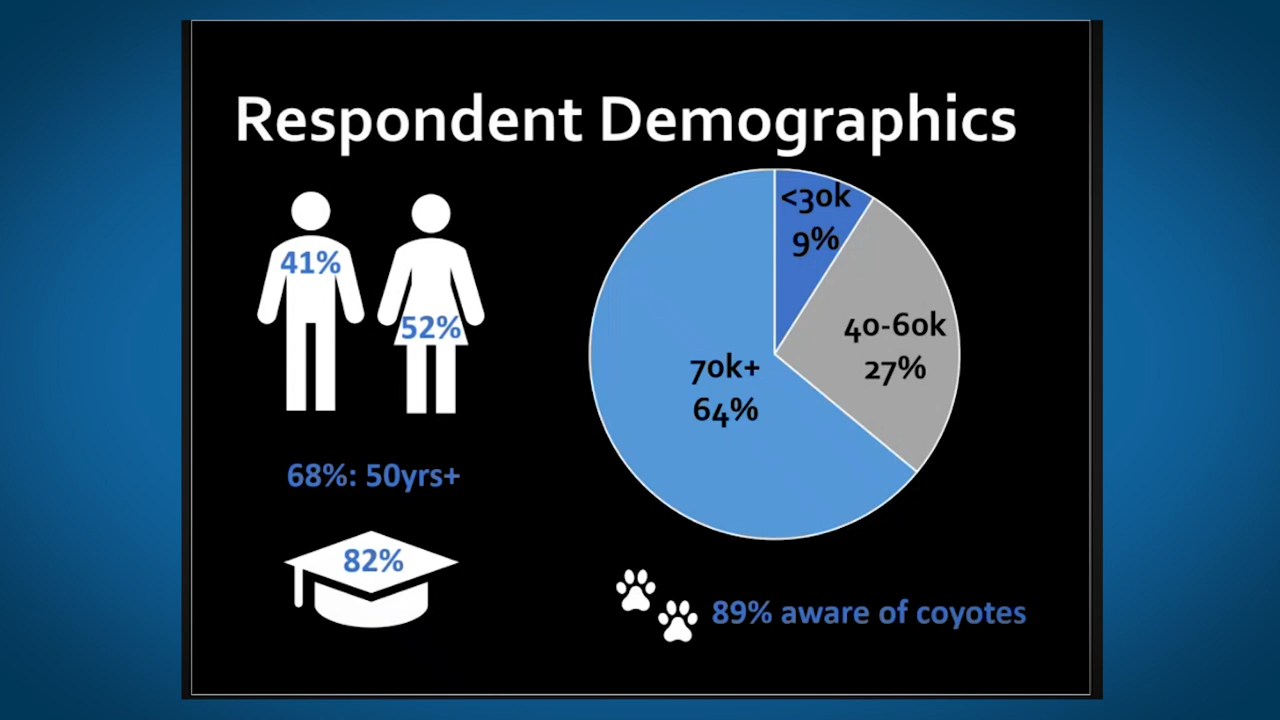 Respondent Demographics
41%
52%
68%: 50yrs+
82%
<30k
9%
40-60k
27%
70k+
64%
89% aware of coyotes